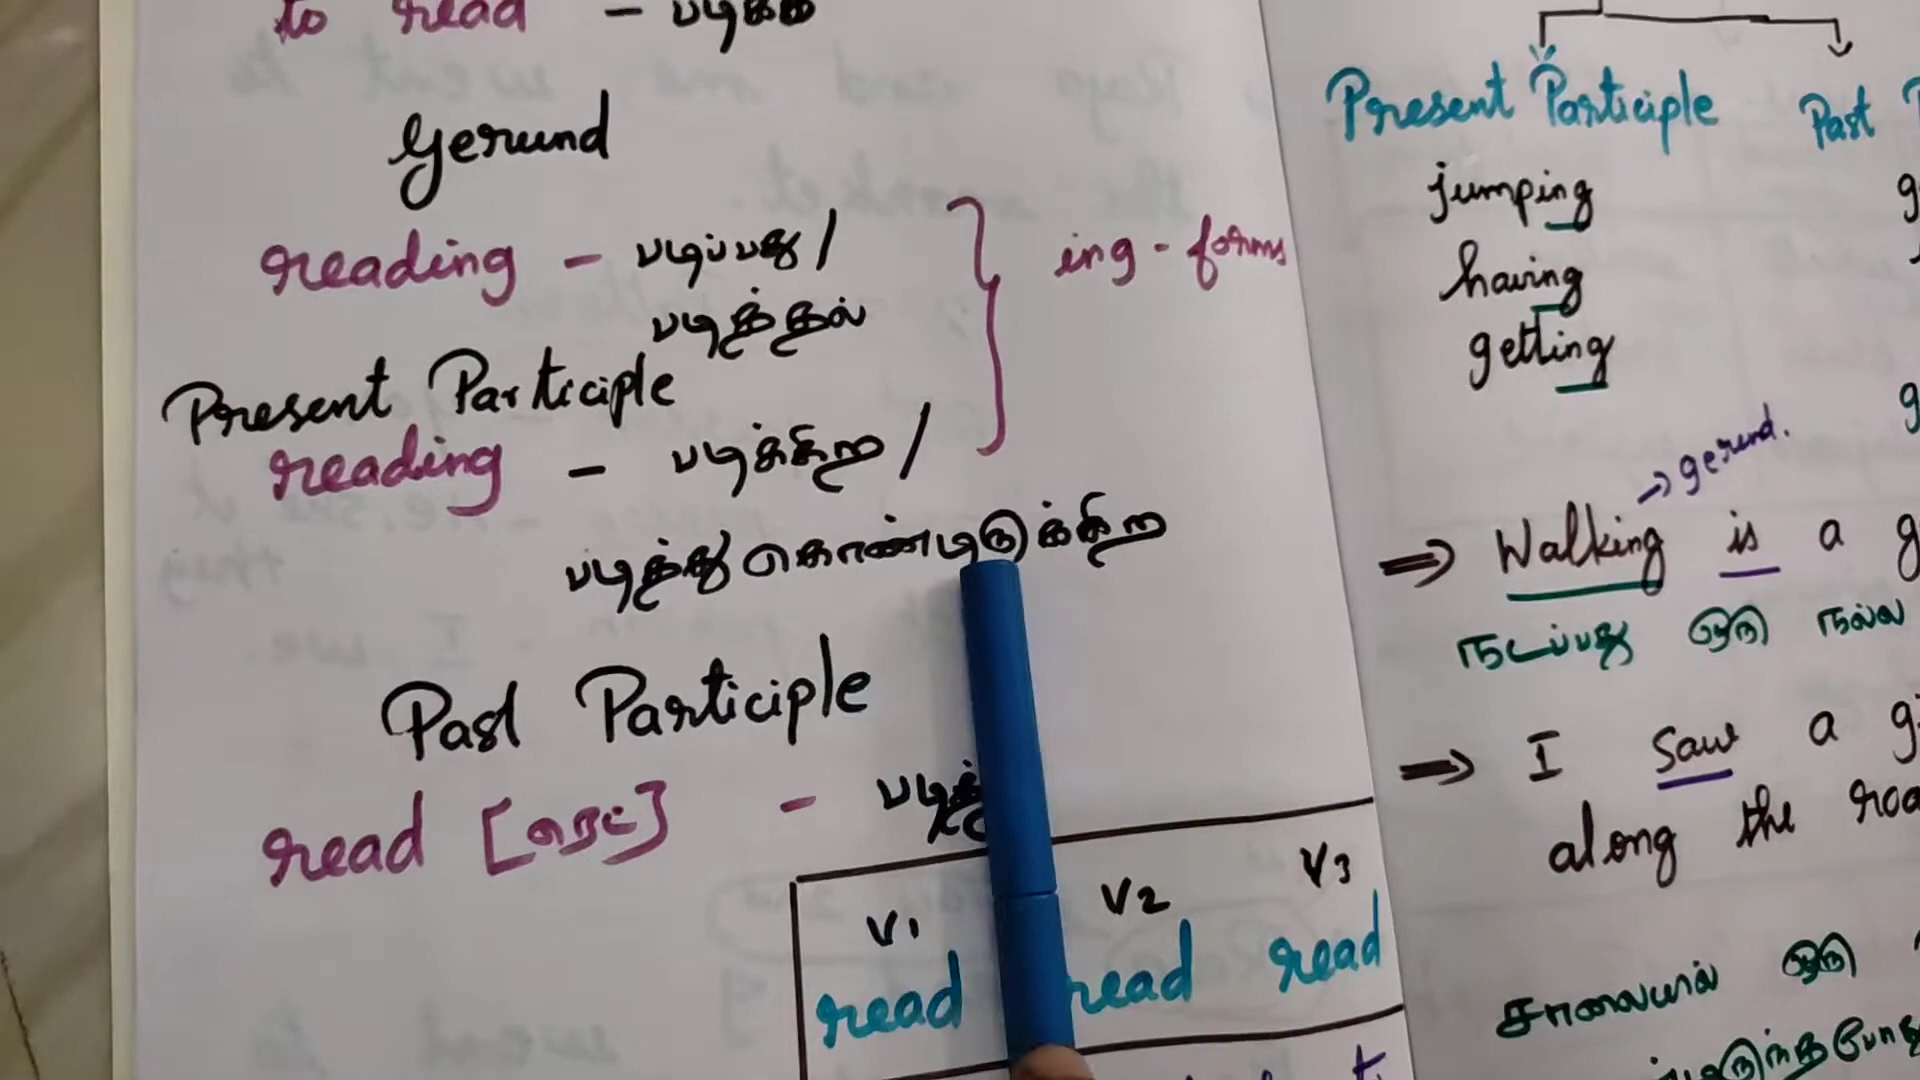 to read - படிக்க
Gerund
reading - படிப்பது /
படித்தல்
ing - forms
Present Participle
reading - படிக்கிற /
படித்து கொண்டிருக்கிற
Past Participle
read [ரெட்] -
V1 V2 V3
read read read
Present Participle Past
jumping
having
getting
→ gerund.
⇒ Walking is a
நடப்பது ஒரு நல்ல
⇒ I saw a
along the
சாலையில் ஒரு